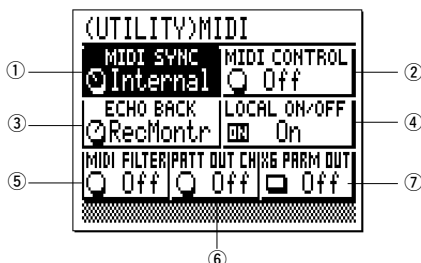 (UTILITY)MIDI
MIDI SYNC
Internal
MIDI CONTROL
Off
ECHO BACK
RecMontr
LOCAL ON/OFF
ON On
MIDI FILTER
Off
PATT OUT CH
Off
XG PARM OUT
Off
①
②
③
④
⑤
⑥
⑦